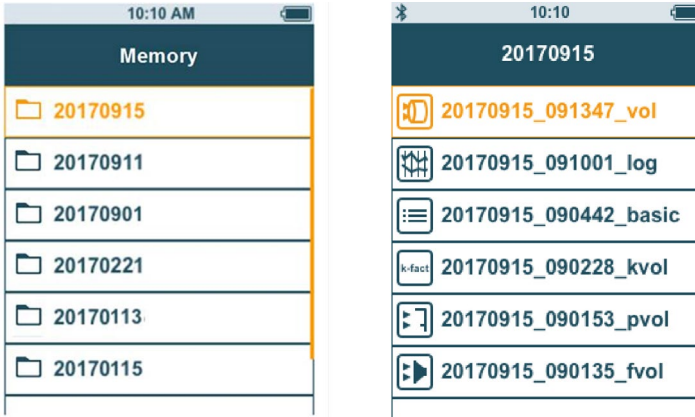 10:10 AM
Memory
20170915
20170911
20170901
20170221
20170113
20170115
10:10
20170915
20170915_091347_vol
20170915_091001_log
20170915_090442_basic
k-fact 20170915_090228_kvol
20170915_090153_pvol
20170915_090135_fvol